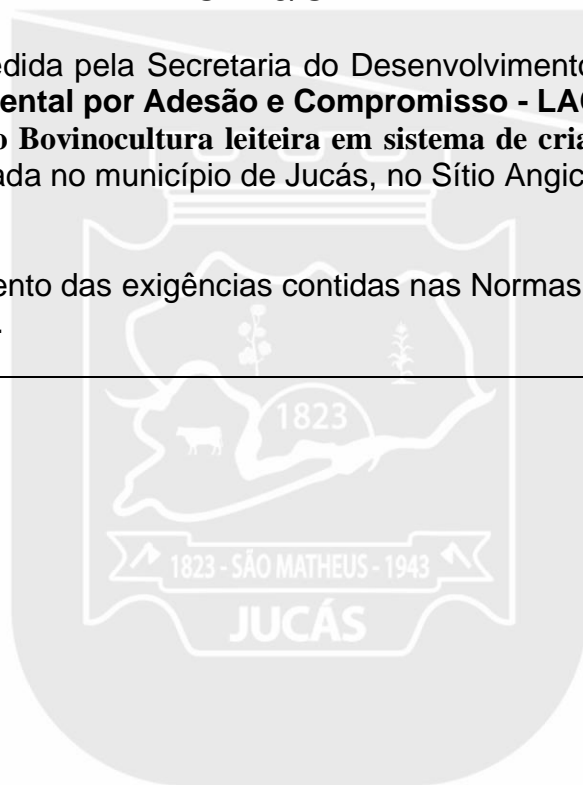 edida pela Secretaria do Desenvolvimento
ental por Adesão e Compromisso - LAC
o Bovinocultura leiteira em sistema de cria
ada no município de Jucás, no Sítio Angic
ento das exigências contidas nas Normas
.
1823
1823 - SÃO MATHEUS - 1943
JUCÁS